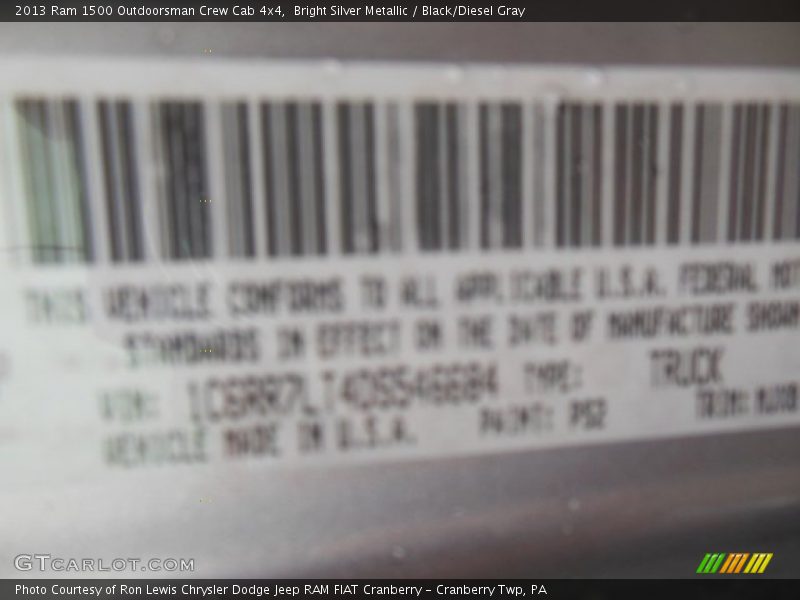 2013 Ram 1500 Outdoorsman Crew Cab 4x4,  Bright Silver Metallic / Black/Diesel Gray
THIS VEHICLE CONFORMS TO ALL APPLICABLE U.S.A. FEDERAL MOT
STANDARDS IN EFFECT ON THE DATE OF MANUFACTURE SHOWN
VIN: TYPE: TRUCK
VEHICLE MADE IN U.S.A. PAINT: PS2 TRIM:
GTCARLOT.COM
Photo Courtesy of Ron Lewis Chrysler Dodge Jeep RAM FIAT Cranberry – Cranberry Twp, PA